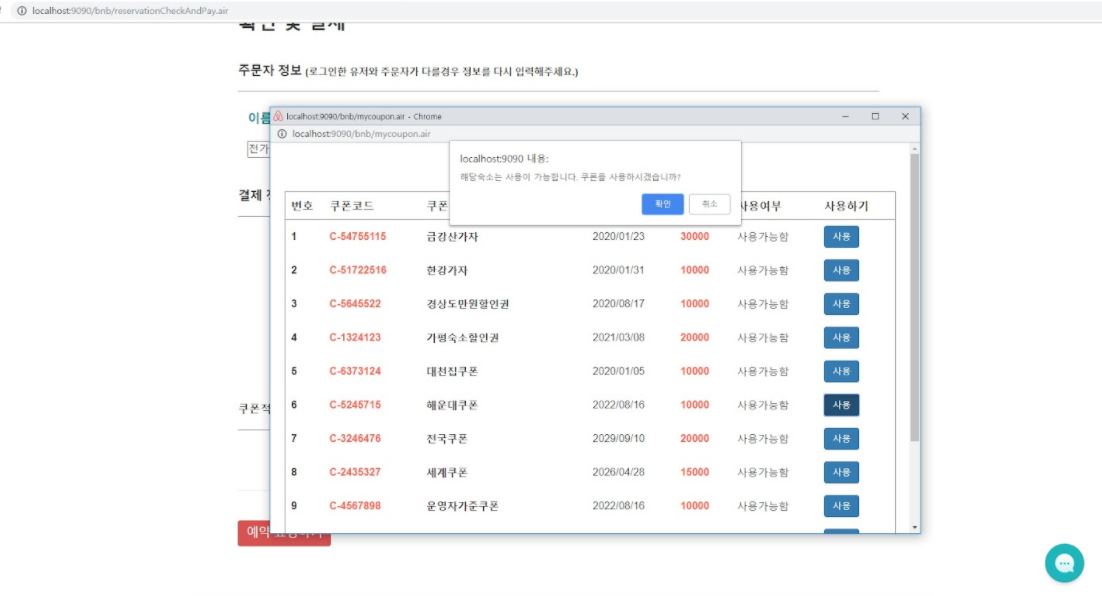 localhost:9090/bnb/reservationCheckAndPay.air
확인 및 결제
주문자 정보 (로그인한 유저와 주문자가 다를경우 정보를 다시 입력해주세요.)
이름
localhost:9090/bnb/mycoupon.air - Chrome
localhost:9090/bnb/mycoupon.air
전가
localhost:9090 내용:
해당숙소는 사용이 가능합니다. 쿠폰을 사용하시겠습니까?
확인 취소
결제
번호 쿠폰코드 쿠폰 사용여부 사용하기
1 C-54755115 금강산가자 2020/01/23 30000 사용가능함 사용
2 C-51722516 한강가자 2020/01/31 10000 사용가능함 사용
3 C-5645522 경상도만원할인권 2020/08/17 10000 사용가능함 사용
4 C-1324123 가평숙소할인권 2021/03/08 20000 사용가능함 사용
5 C-6373124 대천집쿠폰 2020/01/05 10000 사용가능함 사용
쿠폰적
6 C-5245715 해운대쿠폰 2022/08/16 10000 사용가능함 사용
7 C-3246476 전국쿠폰 2029/09/10 20000 사용가능함 사용
8 C-2435327 세계쿠폰 2026/04/28 15000 사용가능함 사용
9 C-4567898 운영자가준쿠폰 2022/08/16 10000 사용가능함 사용
예약